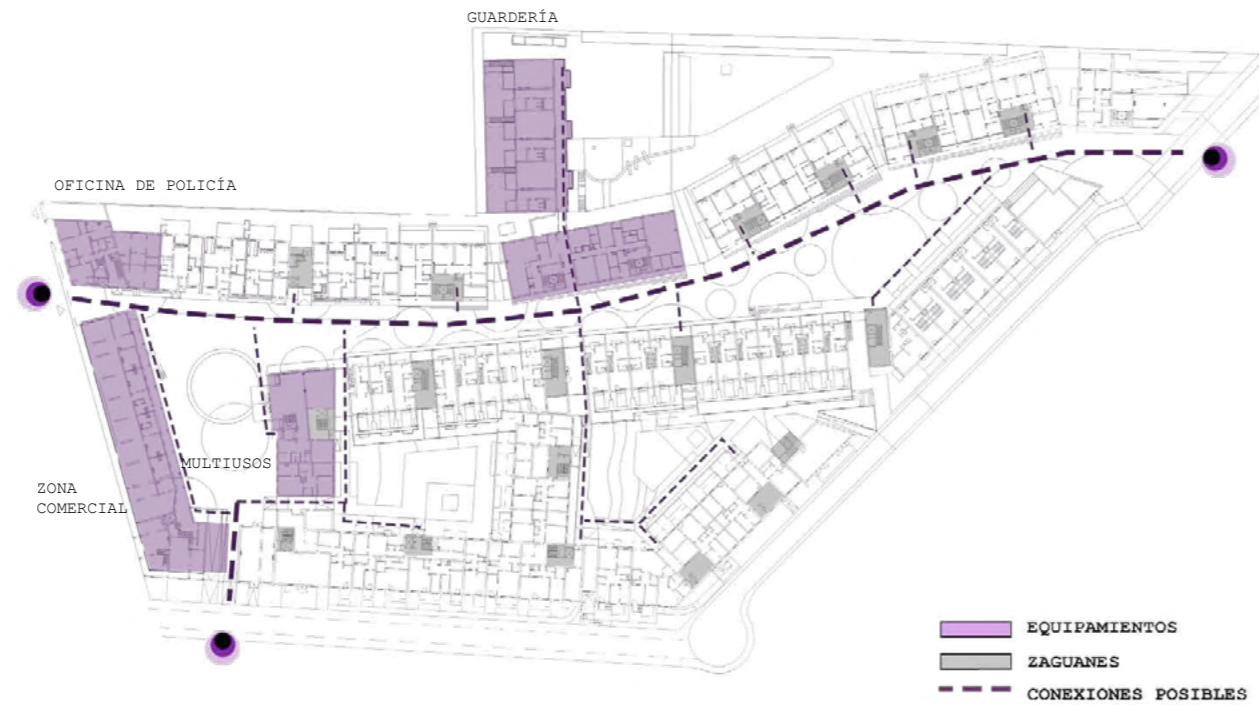 GUARDERÍA
OFICINA DE POLICÍA
MULTIUSOS
ZONA
COMERCIAL
EQUIPAMIENTOS
ZAGUANES
CONEXIONES POSIBLES